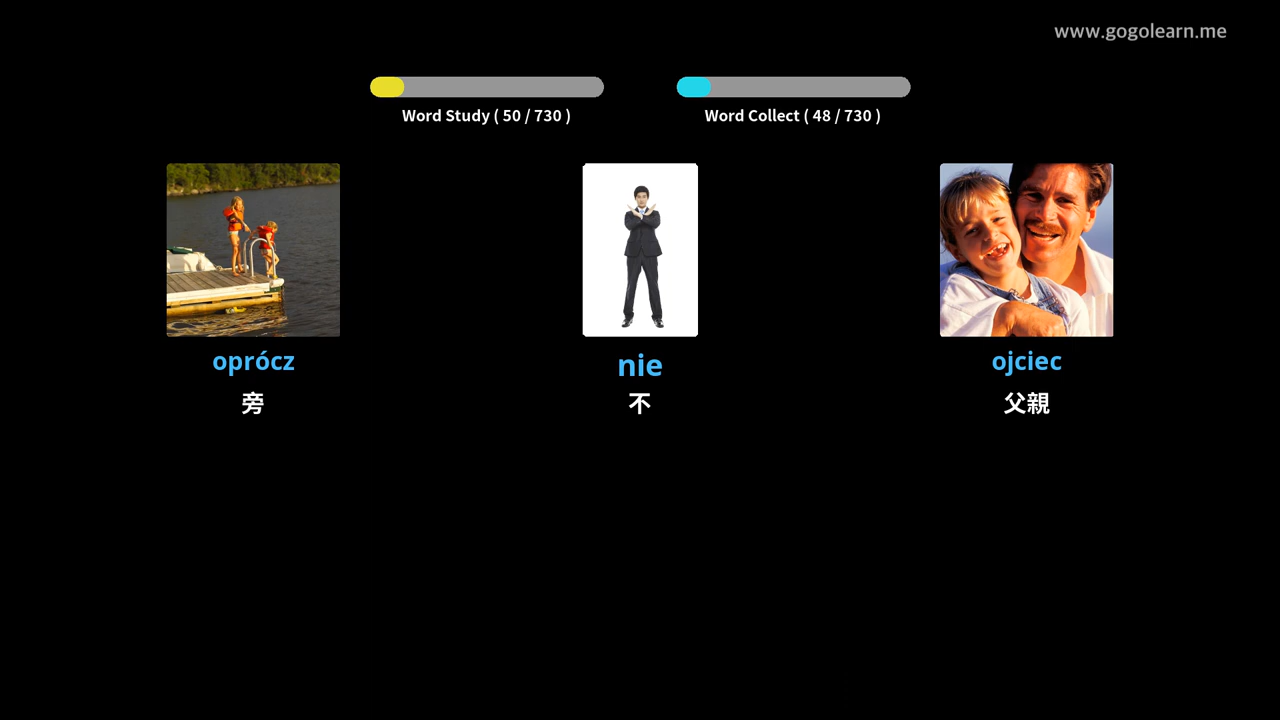 www.gogolearn.me
Word Study ( 50 / 730 )
Word Collect ( 48 / 730 )
oprócz
nie
ojciec
旁
不
父親